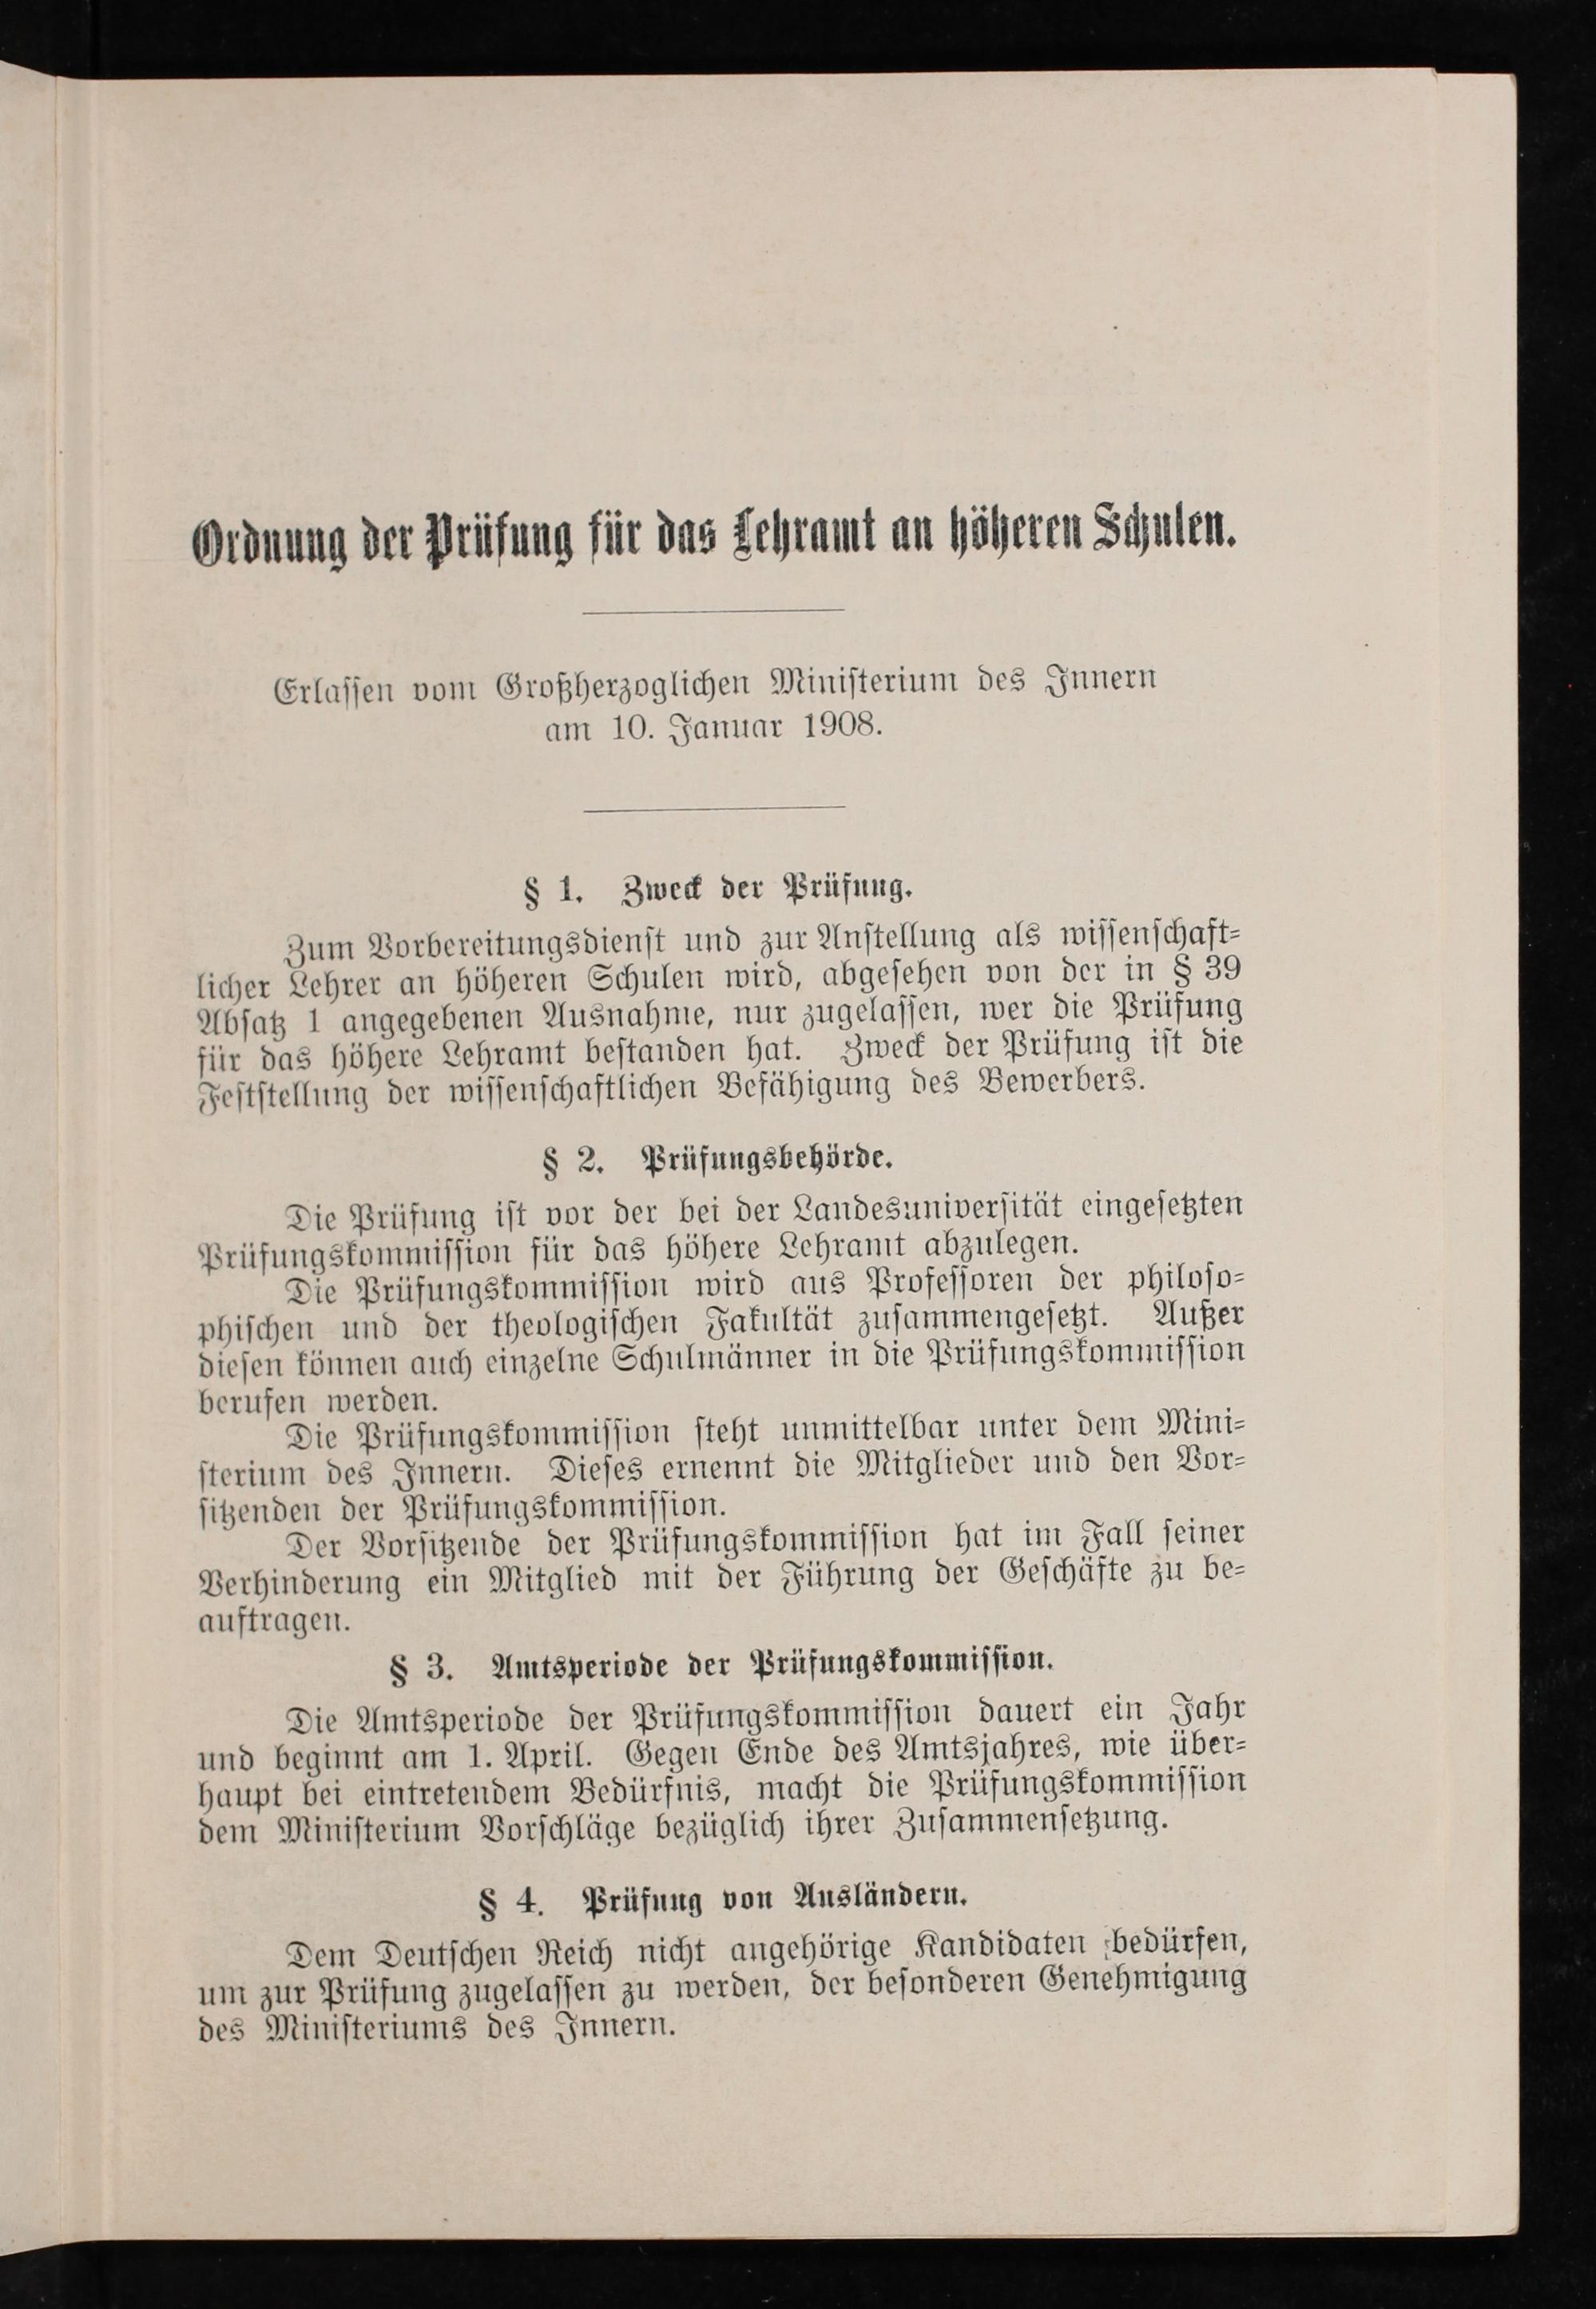 Ordnung der Prüfung für das Lehramt an höheren Schulen.
Erlassen vom Großherzoglichen Ministerium des Innern
am 10. Januar 1908.
§ 1. Zweck der Prüfung.
Zum Vorbereitungsdienst und zur Anstellung als wissenschaft-
licher Lehrer an höheren Schulen wird, abgesehen von der in § 39
Absatz 1 angegebenen Ausnahme, nur zugelassen, wer die Prüfung
für das höhere Lehramt bestanden hat. Zweck der Prüfung ist die
Feststellung der wissenschaftlichen Befähigung des Bewerbers.
§ 2. Prüfungsbehörde.
Die Prüfung ist vor der bei der Landesuniversität eingesetzten
Prüfungskommission für das höhere Lehramt abzulegen.
Die Prüfungskommission wird aus Professoren der philoso-
phischen und der theologischen Fakultät zusammengesetzt. Außer
diesen können auch einzelne Schulmänner in die Prüfungskommission
berufen werden.
Die Prüfungskommission steht unmittelbar unter dem Mini-
sterium des Innern. Dieses ernennt die Mitglieder und den Vor-
sitzenden der Prüfungskommission.
Der Vorsitzende der Prüfungskommission hat im Fall seiner
Verhinderung ein Mitglied mit der Führung der Geschäfte zu be-
auftragen.
§ 3. Amtsperiode der Prüfungskommission.
Die Amtsperiode der Prüfungskommission dauert ein Jahr
und beginnt am 1. April. Gegen Ende des Amtsjahres, wie über-
haupt bei eintretendem Bedürfnis, macht die Prüfungskommission
dem Ministerium Vorschläge bezüglich ihrer Zusammensetzung.
§ 4. Prüfung von Ausländern.
Dem Deutschen Reich nicht angehörige Kandidaten bedürfen,
um zur Prüfung zugelassen zu werden, der besonderen Genehmigung
des Ministeriums des Innern.